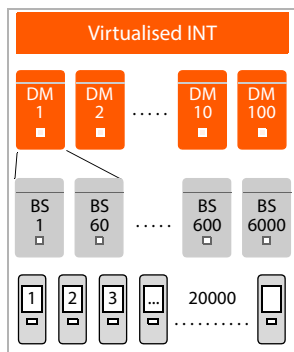 Virtualised INT
DM 1
DM 2
.....
DM 10
DM 100
BS 1
BS 60
.....
BS 600
BS 6000
1
2
3
...
20000
..........